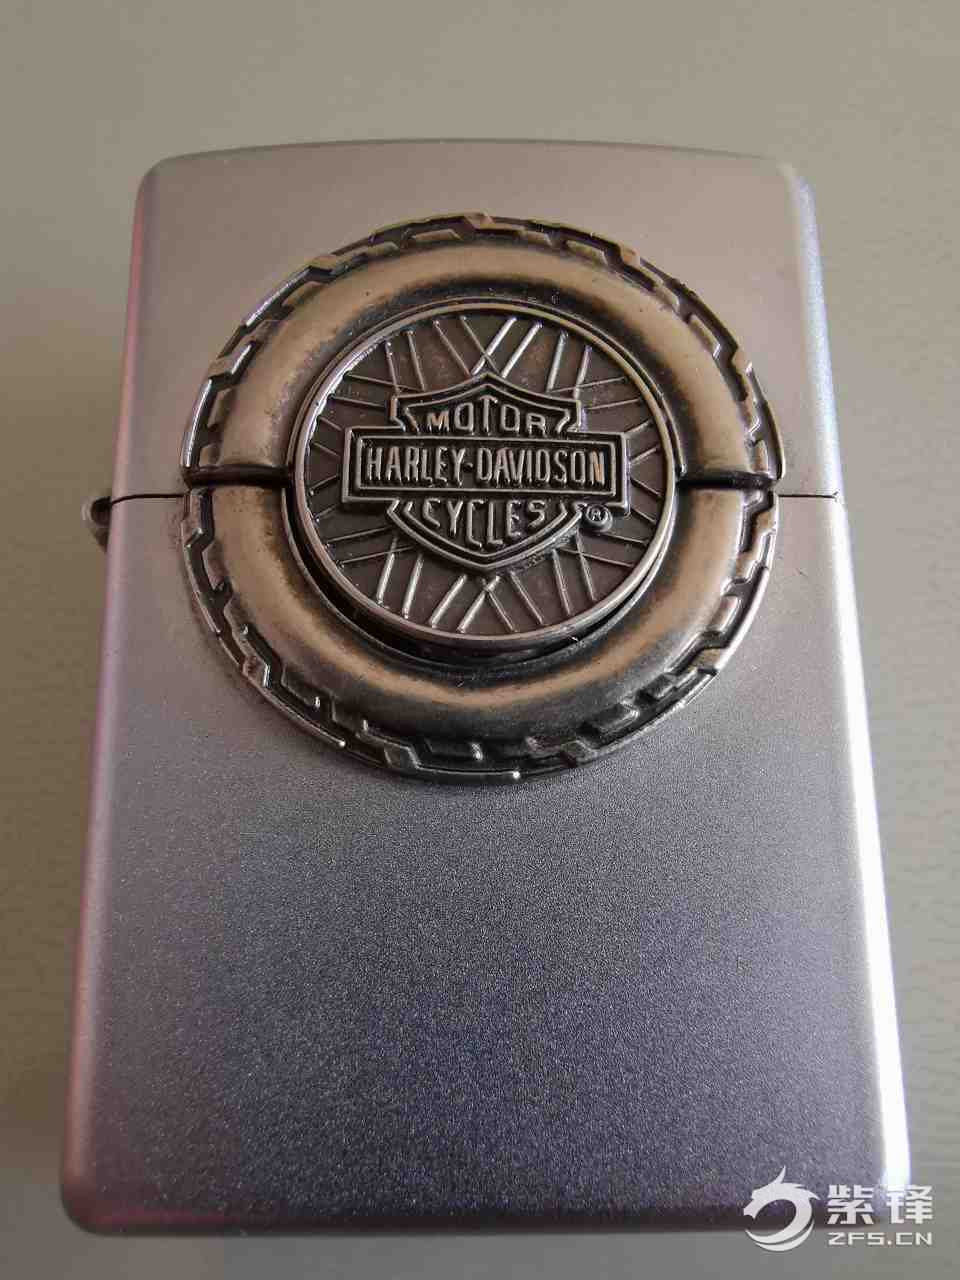 MOTOR
HARLEY-DAVIDSON
CYCLES ®
紫锋
ZFS.CN